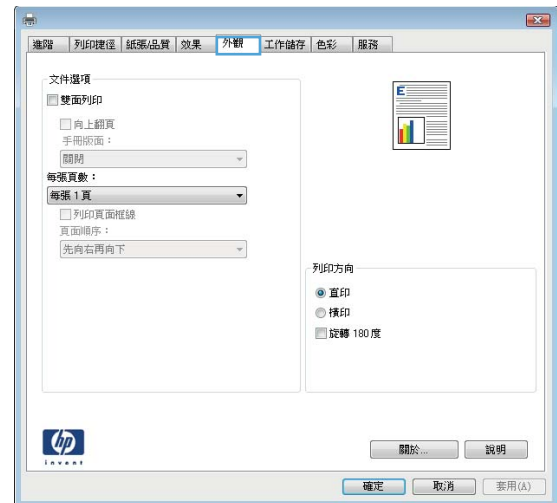 進階 列印捷徑 紙張/品質 效果 外觀 工作儲存 色彩 服務
文件選項
雙面列印
向上翻頁
手冊版面：
關閉
每張頁數：
每張 1 頁
列印頁面框線
頁面順序：
先向右再向下
E
列印方向
直印
橫印
旋轉 180 度
hp
invent
關於... 說明
確定 取消 套用(A)